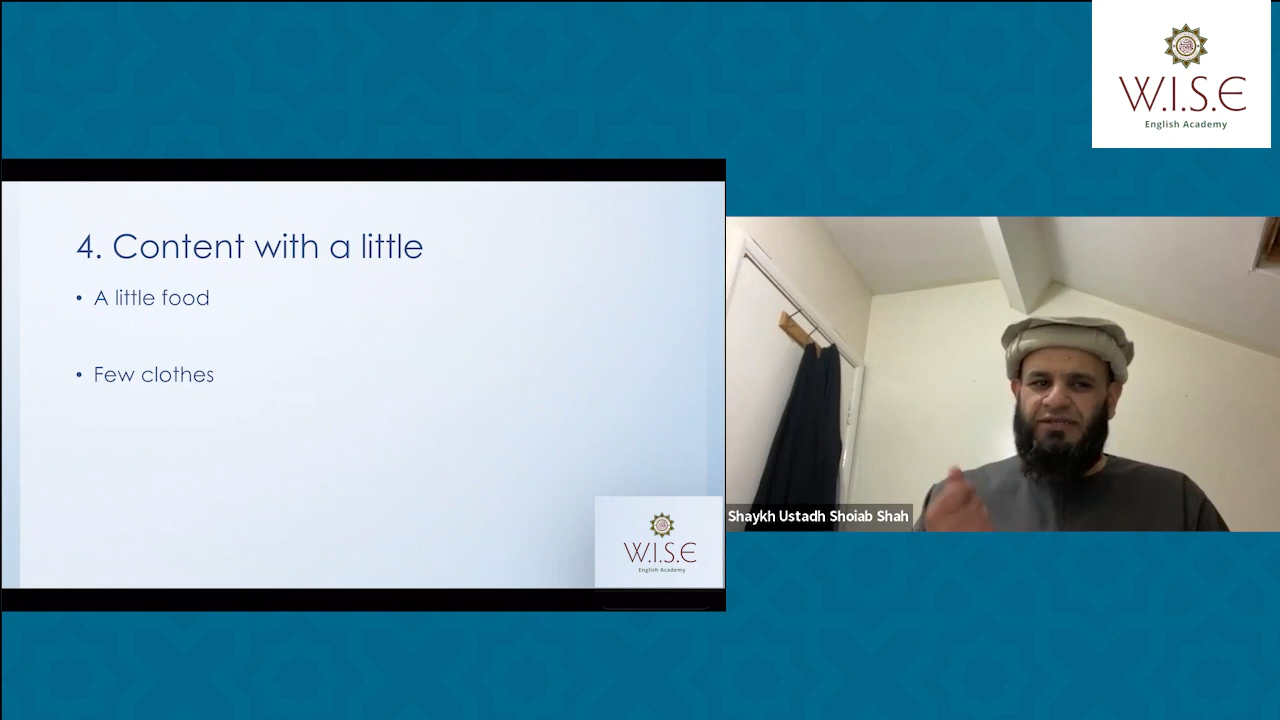 W.I.S.E
English Academy
4. Content with a little
• A little food
• Few clothes
W.I.S.E
English Academy
Shaykh Ustadh Shoiab Shah